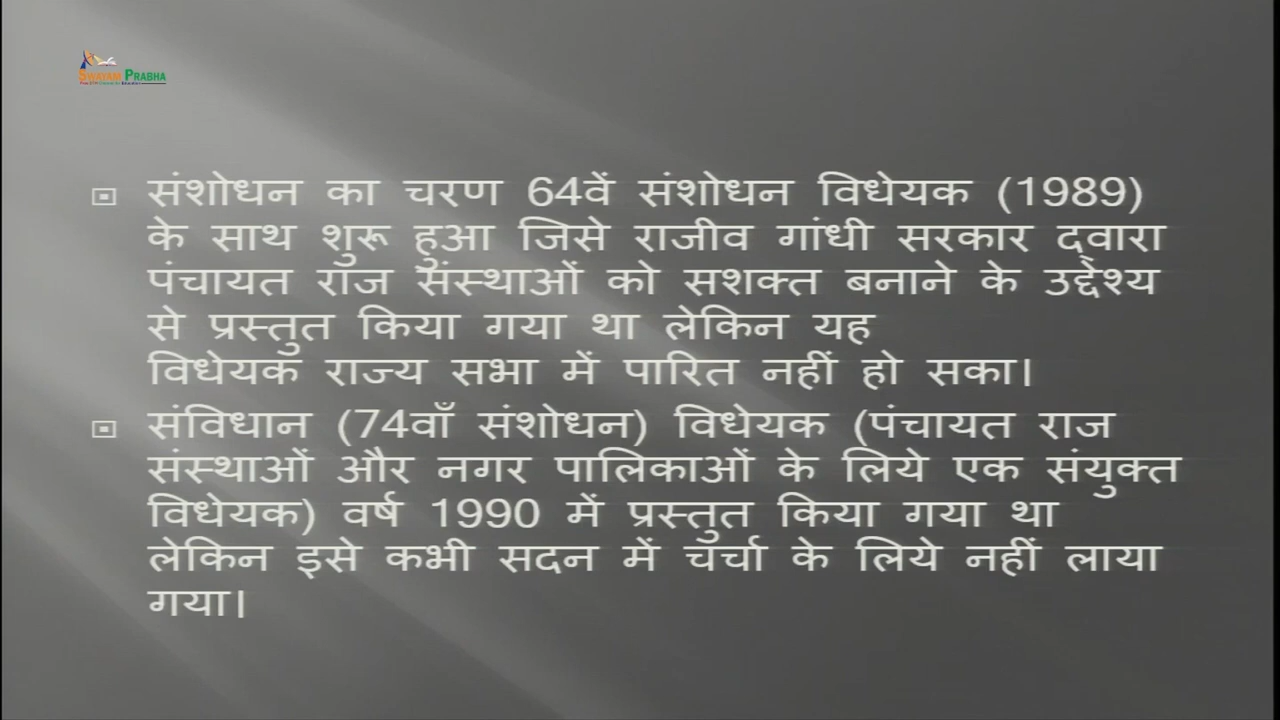 SWAYAM PRABHA
संशोधन का चरण 64वें संशोधन विधेयक (1989)
के साथ शुरू हुआ जिसे राजीव गांधी सरकार द्वारा
पंचायत राज संस्थाओं को सशक्त बनाने के उद्देश्य
से प्रस्तुत किया गया था लेकिन यह
विधेयक राज्य सभा में पारित नहीं हो सका।
संविधान (74वाँ संशोधन) विधेयक (पंचायत राज
संस्थाओं और नगर पालिकाओं के लिये एक संयुक्त
विधेयक) वर्ष 1990 में प्रस्तुत किया गया था
लेकिन इसे कभी सदन में चर्चा के लिये नहीं लाया
गया।